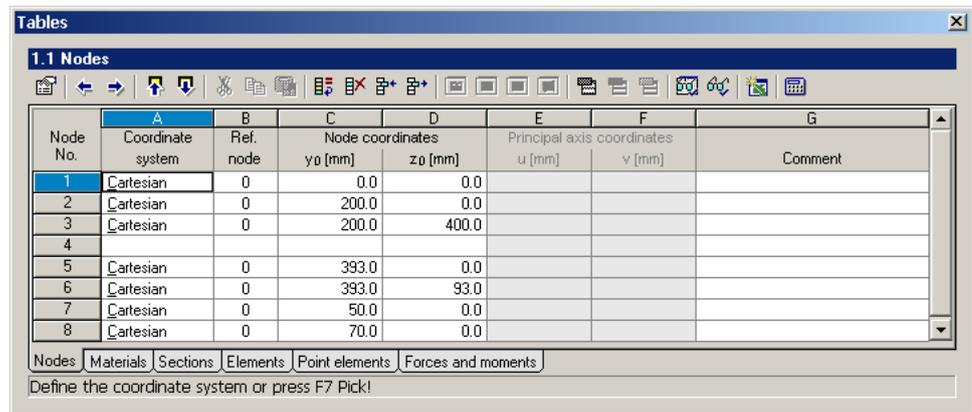 Tables
1.1 Nodes
A B C D E F G
Node Coordinate Ref. Node coordinates Principal axis coordinates
No. system node y0 [mm] z0 [mm] u [mm] v [mm] Comment
1 Cartesian 0 0.0 0.0
2 Cartesian 0 200.0 0.0
3 Cartesian 0 200.0 400.0
4
5 Cartesian 0 393.0 0.0
6 Cartesian 0 393.0 93.0
7 Cartesian 0 50.0 0.0
8 Cartesian 0 70.0 0.0
Nodes Materials Sections Elements Point elements Forces and moments
Define the coordinate system or press F7 Pick!